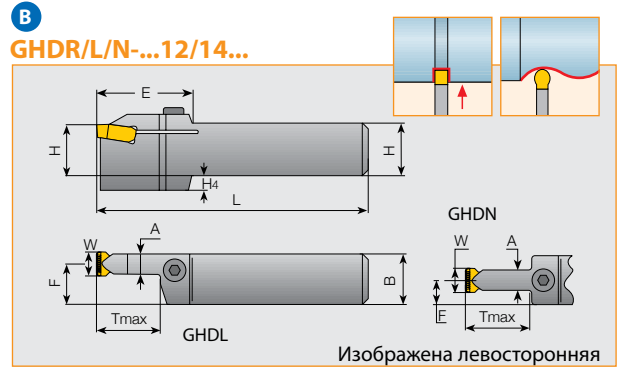 B
GHDR/L/N-...12/14...
E
H
H
H4
L
W
A
F
B
Tmax
GHDL
GHDN
W
A
F
Tmax
Изображена левосторонняя